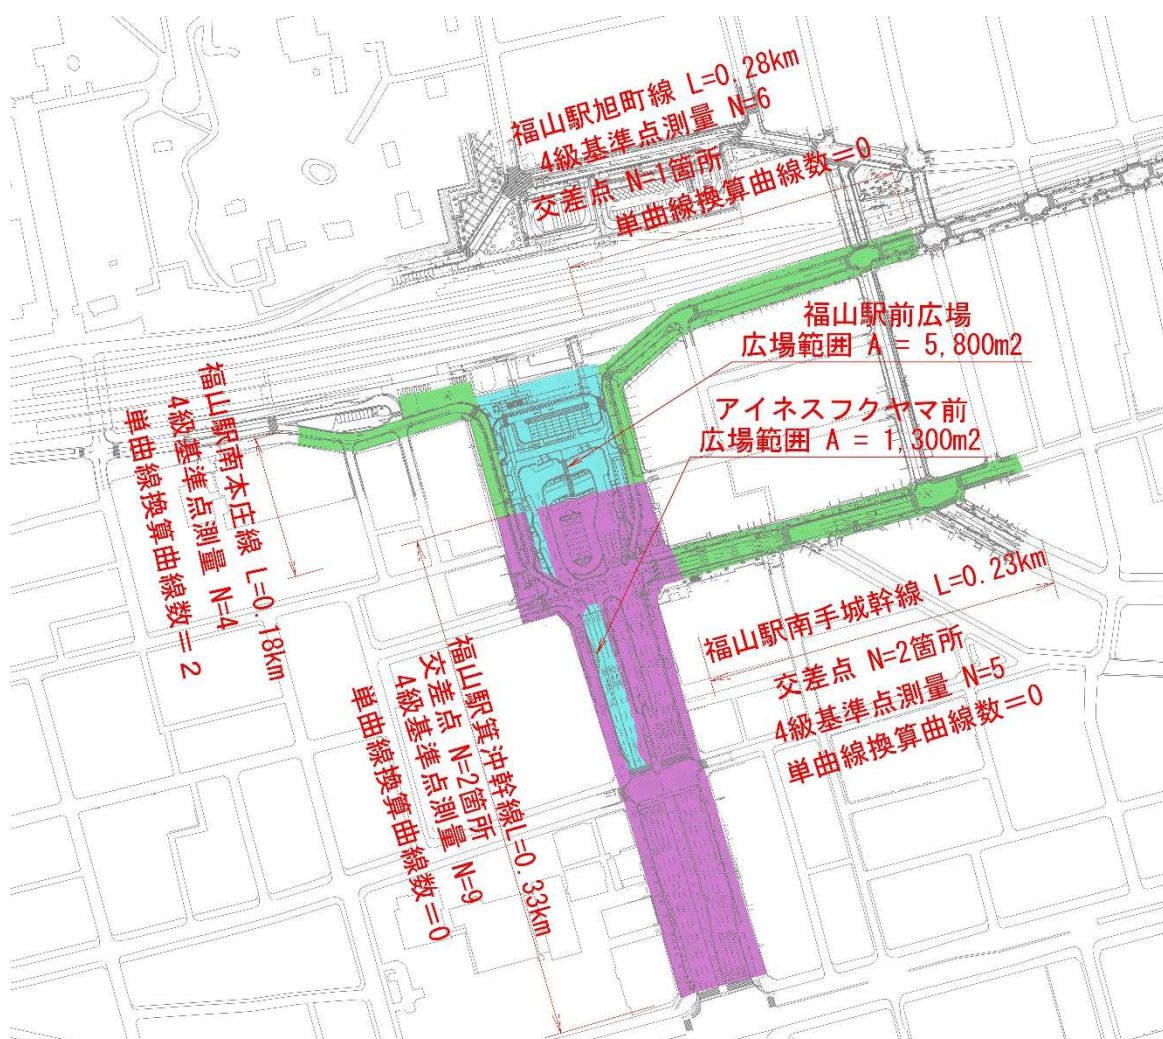 福山駅旭町線 L=0.28km
4級基準点測量 N=6
交差点 N=1箇所
単曲線換算曲線数=0
福山駅前広場
広場範囲 A = 5,800m2
アイネスフクヤマ前
広場範囲 A = 1,300m2
福山駅南本庄線 L=0.18km
4級基準点測量 N=4
単曲線換算曲線数=2
福山駅箕沖幹線L=0.33km
交差点 N=2箇所
4級基準点測量 N=9
単曲線換算曲線数=0
福山駅南手城幹線 L=0.23km
交差点 N=2箇所
4級基準点測量 N=5
単曲線換算曲線数=0